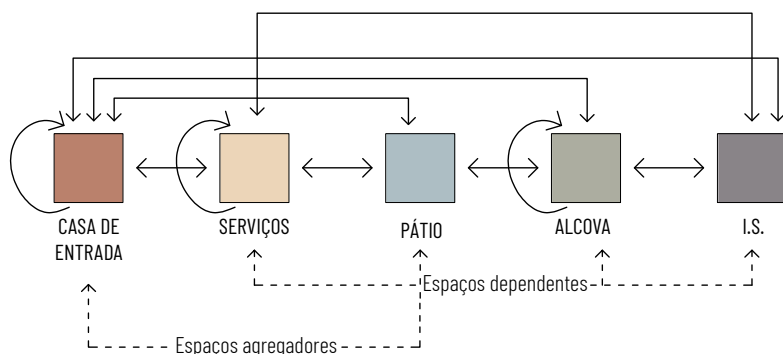 CASA DE
ENTRADA
SERVIÇOS
PÁTIO
ALCOVA
I.S.
Espaços dependentes
Espaços agregadores